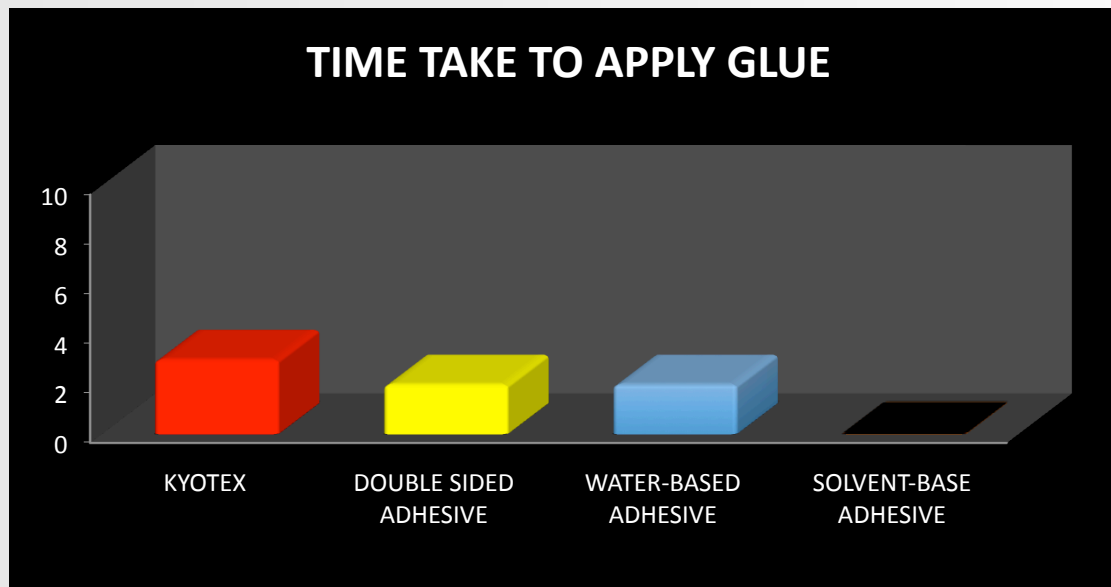 TIME TAKE TO APPLY GLUE
10
8
6
4
2
0
KYOTEX
DOUBLE SIDED
ADHESIVE
WATER-BASED
ADHESIVE
SOLVENT-BASE
ADHESIVE